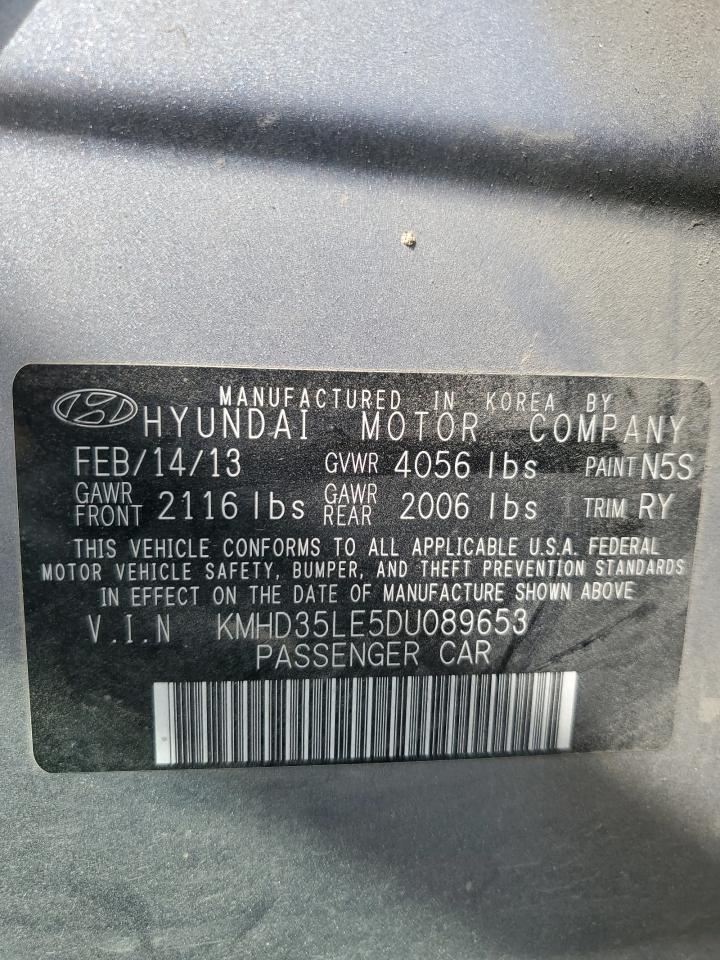 MANUFACTURED IN KOREA BY
HYUNDAI MOTOR COMPANY
FEB/14/13 GVWR 4056 lbs PAINT N5S
GAWR FRONT 2116 lbs GAWR REAR 2006 lbs TRIM RY
THIS VEHICLE CONFORMS TO ALL APPLICABLE U.S.A. FEDERAL
MOTOR VEHICLE SAFETY, BUMPER, AND THEFT PREVENTION STANDARDS
IN EFFECT ON THE DATE OF MANUFACTURE SHOWN ABOVE
V.I.N KMHD35LE5DU089653
PASSENGER CAR